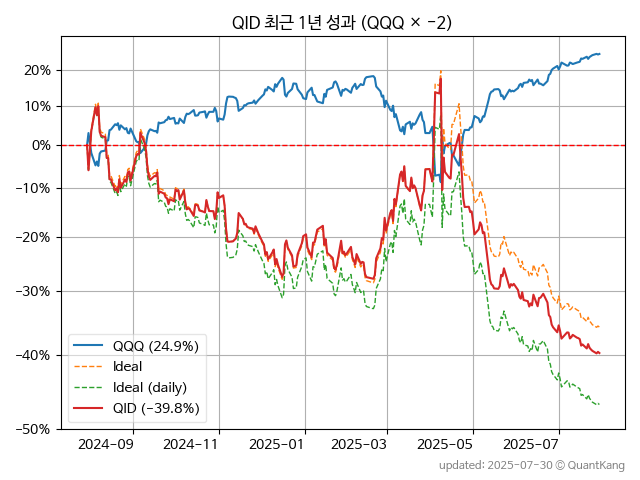 QID 최근 1년 성과 (QQQ × −2)
20%
10%
0%
−10%
−20%
−30%
−40%
−50%
QQQ (24.9%)
Ideal
Ideal (daily)
QID (−39.8%)
2024−09
2024−11
2025−01
2025−03
2025−05
2025−07
updated: 2025-07-30 © QuantKang